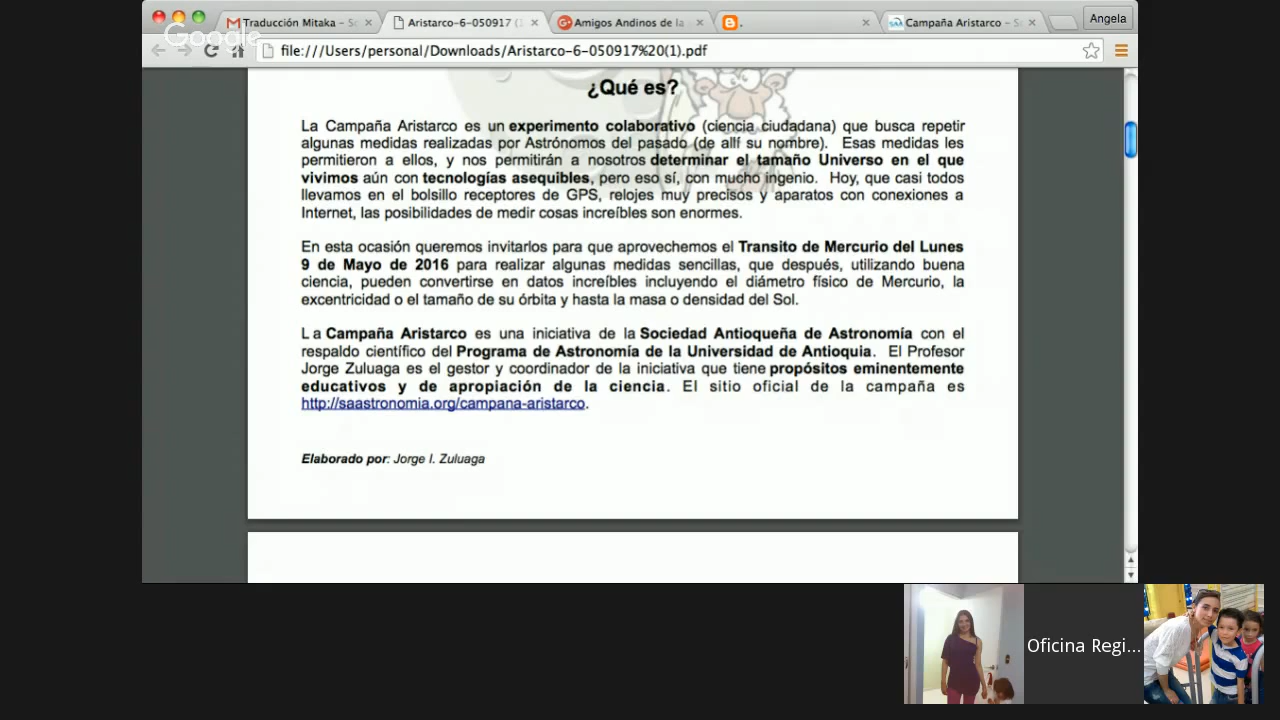 Traducción Mitaka – So
Aristarco-6-050917 (1
Amigos Andinos de la
.
Campaña Aristarco – So
Angela
Google
file:///Users/personal/Downloads/Aristarco-6-050917%20(1).pdf
¿Qué es?
La Campaña Aristarco es un experimento colaborativo (ciencia ciudadana) que busca repetir
algunas medidas realizadas por Astrónomos del pasado (de allí su nombre). Esas medidas les
permitieron a ellos, y nos permitirán a nosotros determinar el tamaño Universo en el que
vivimos aún con tecnologías asequibles, pero eso sí, con mucho ingenio. Hoy, que casi todos
llevamos en el bolsillo receptores de GPS, relojes muy precisos y aparatos con conexiones a
Internet, las posibilidades de medir cosas increíbles son enormes.
En esta ocasión queremos invitarlos para que aprovechemos el Transito de Mercurio del Lunes
9 de Mayo de 2016 para realizar algunas medidas sencillas, que después, utilizando buena
ciencia, pueden convertirse en datos increíbles incluyendo el diámetro físico de Mercurio, la
excentricidad o el tamaño de su órbita y hasta la masa o densidad del Sol.
La Campaña Aristarco es una iniciativa de la Sociedad Antioqueña de Astronomía con el
respaldo científico del Programa de Astronomía de la Universidad de Antioquia. El Profesor
Jorge Zuluaga es el gestor y coordinador de la iniciativa que tiene propósitos eminentemente
educativos y de apropiación de la ciencia. El sitio oficial de la campaña es
http://saastronomia.org/campana-aristarco.
Elaborado por: Jorge I. Zuluaga
Oficina Regi...